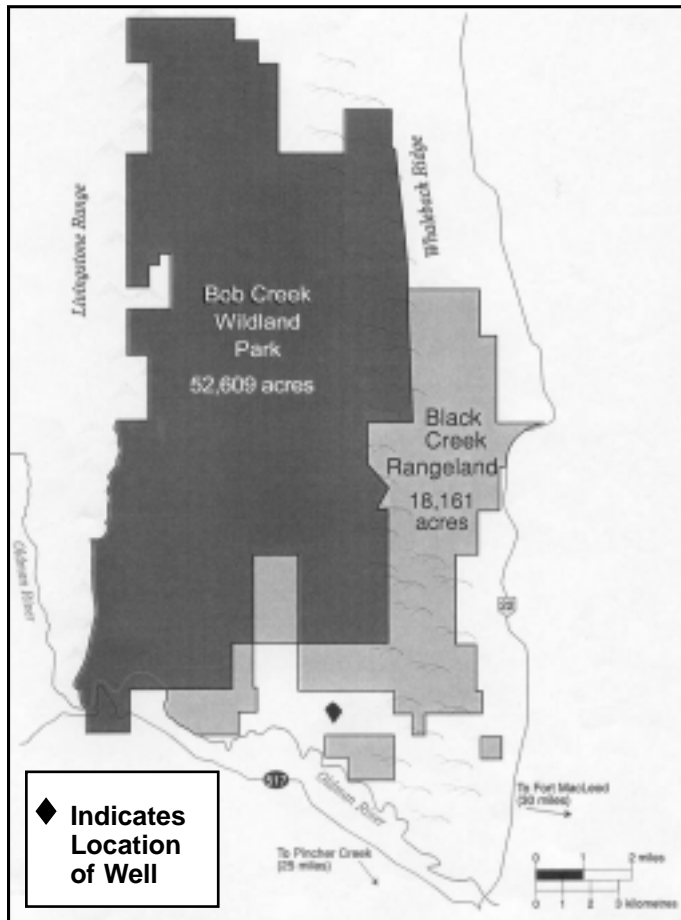 Livingstone Range
Whaleback Ridge
Bob Creek
Wildland
Park
52,609 acres
Black
Creek
Rangeland
18,161
acres
Oldman River
22
517
Oldman River
To Fort MacLeod
(30 miles)
To Pincher Creek
(25 miles)
Indicates
Location
of Well
0 1 2 miles
0 1 2 3 kilometres